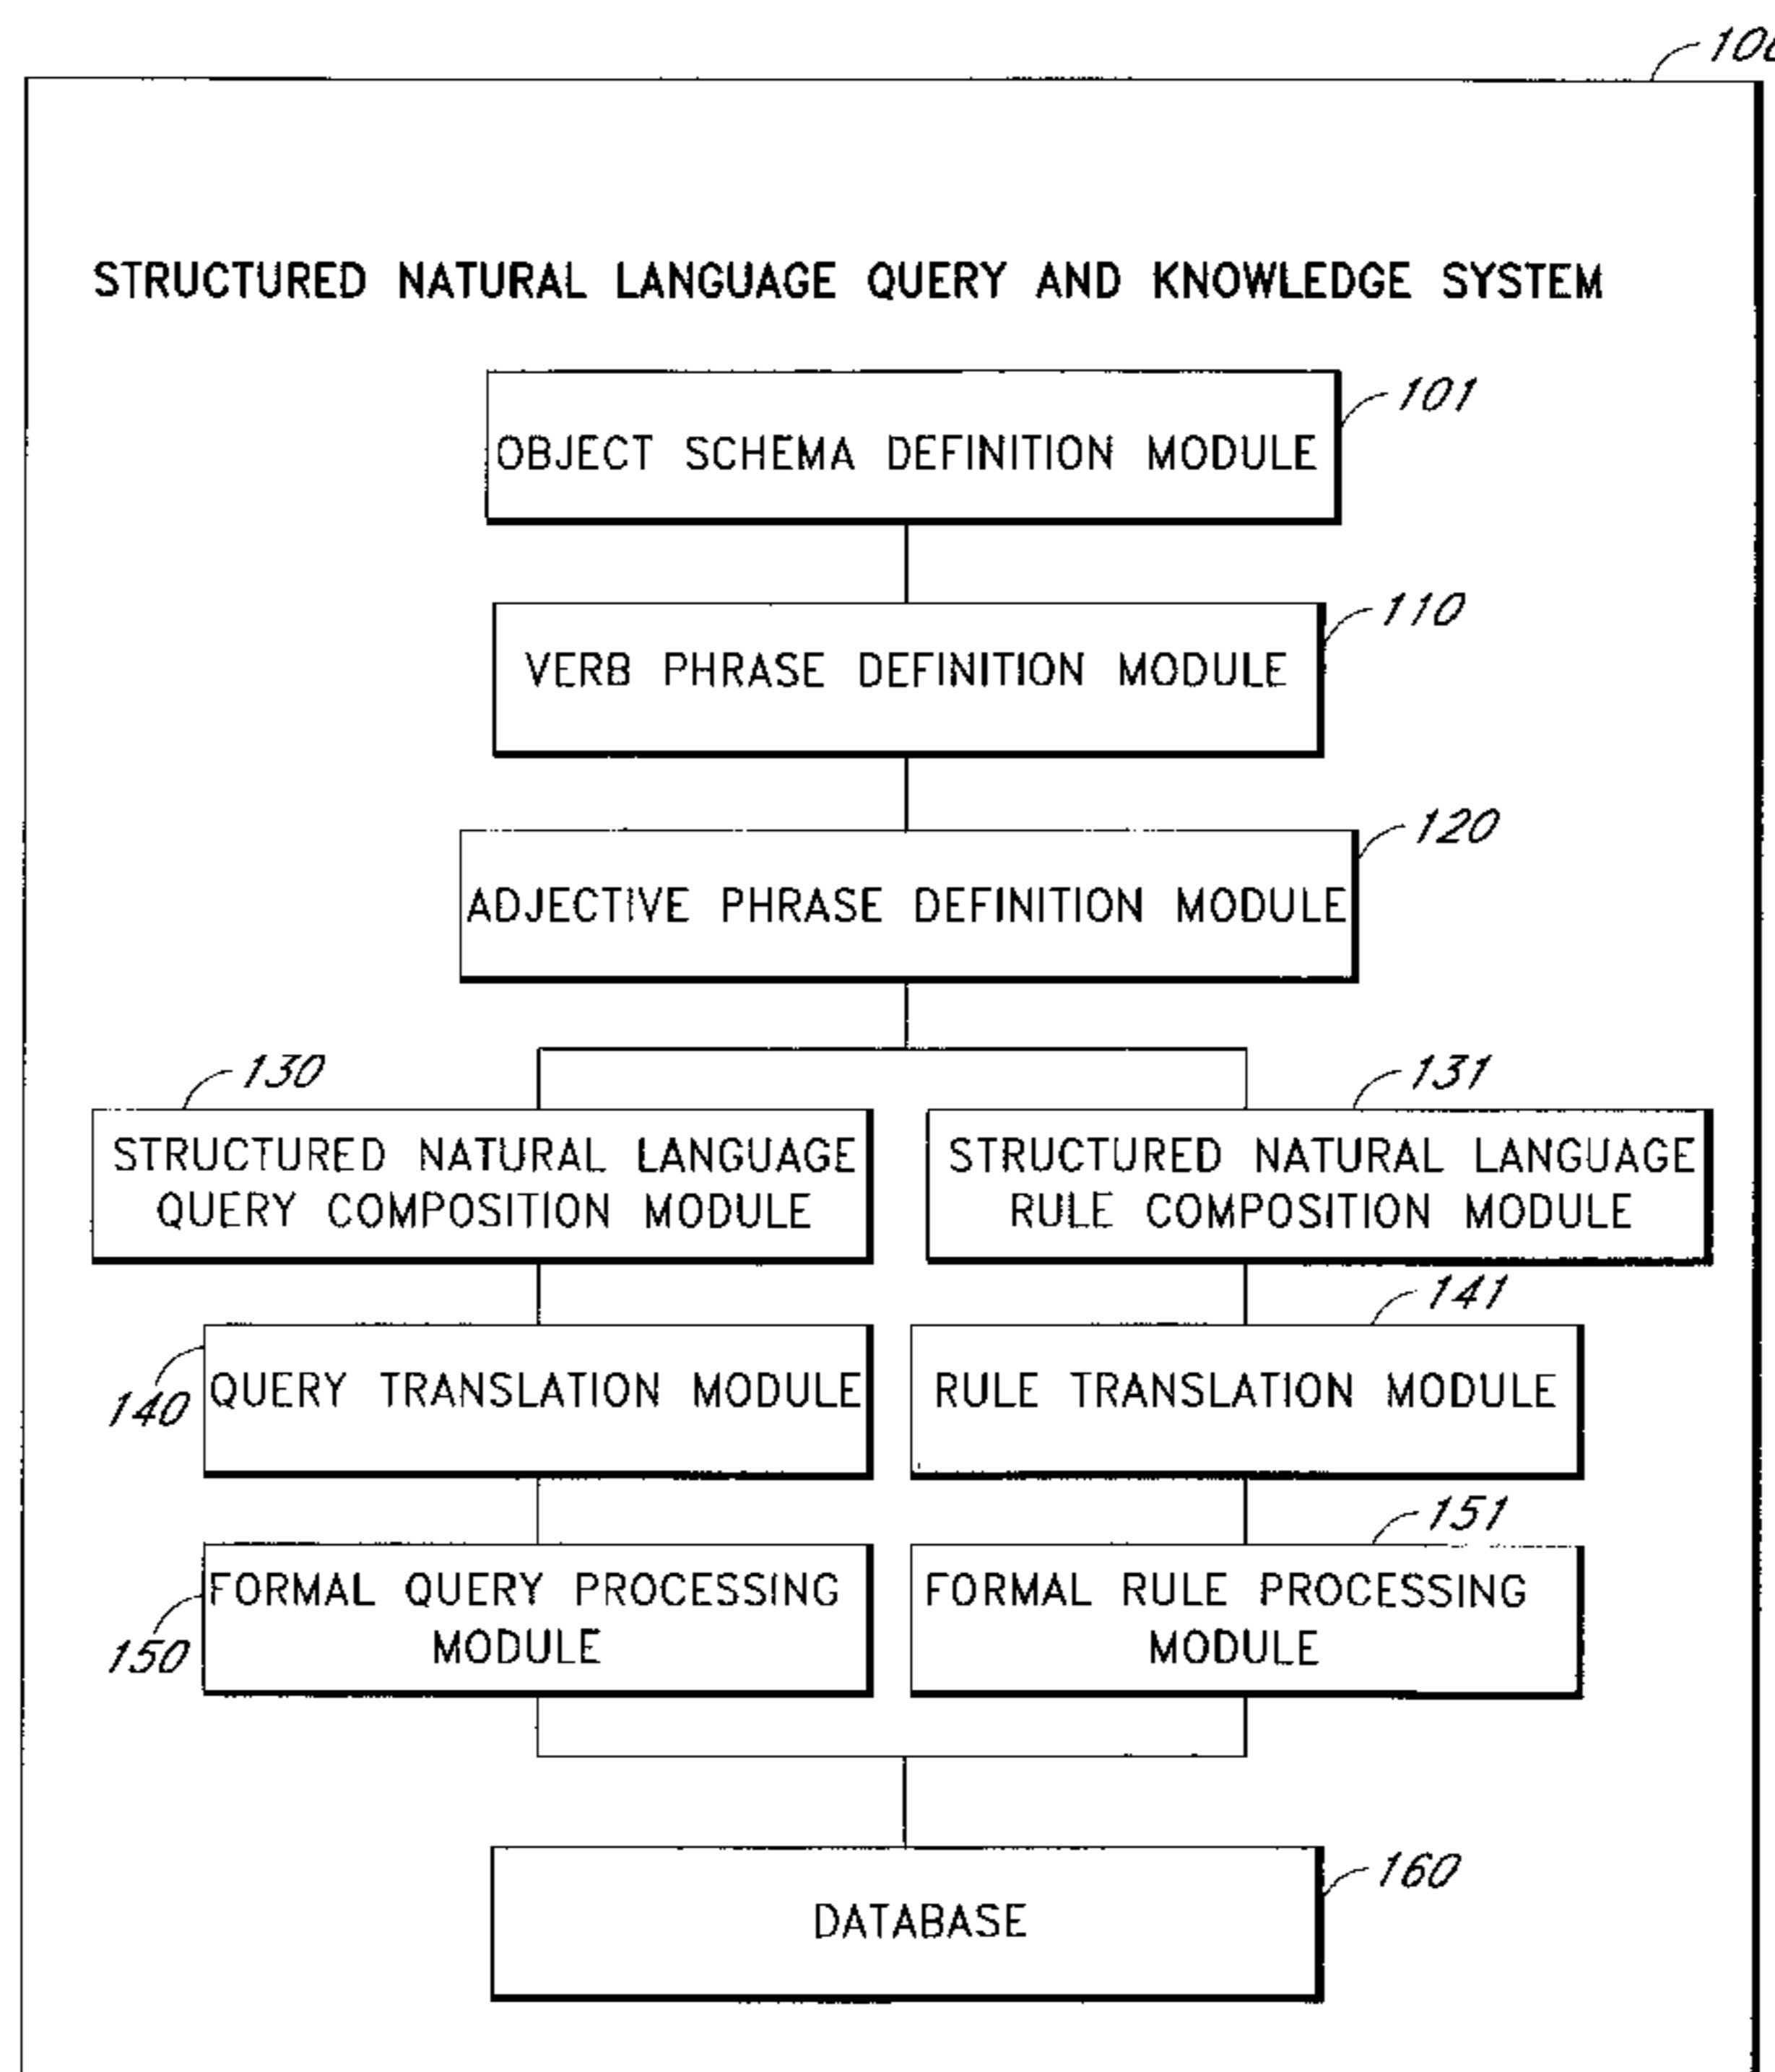 100
STRUCTURED NATURAL LANGUAGE QUERY AND KNOWLEDGE SYSTEM
101
OBJECT SCHEMA DEFINITION MODULE
110
VERB PHRASE DEFINITION MODULE
120
ADJECTIVE PHRASE DEFINITION MODULE
130
STRUCTURED NATURAL LANGUAGE
QUERY COMPOSITION MODULE
131
STRUCTURED NATURAL LANGUAGE
RULE COMPOSITION MODULE
140
QUERY TRANSLATION MODULE
141
RULE TRANSLATION MODULE
150
FORMAL QUERY PROCESSING
MODULE
151
FORMAL RULE PROCESSING
MODULE
160
DATABASE